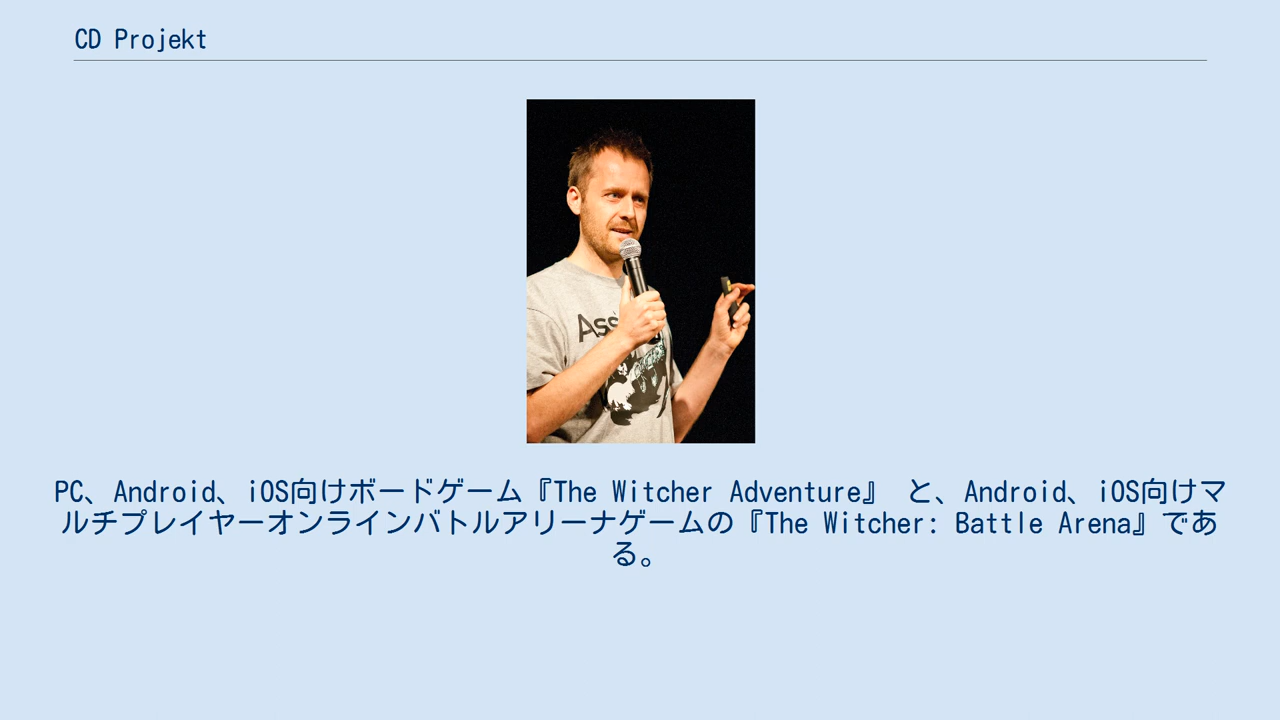 CD Projekt
Ass
PC、Android、iOS向けボードゲーム『The Witcher Adventure』 と、Android、iOS向けマ
ルチプレイヤーオンラインバトルアリーナゲームの『The Witcher: Battle Arena』であ
る。